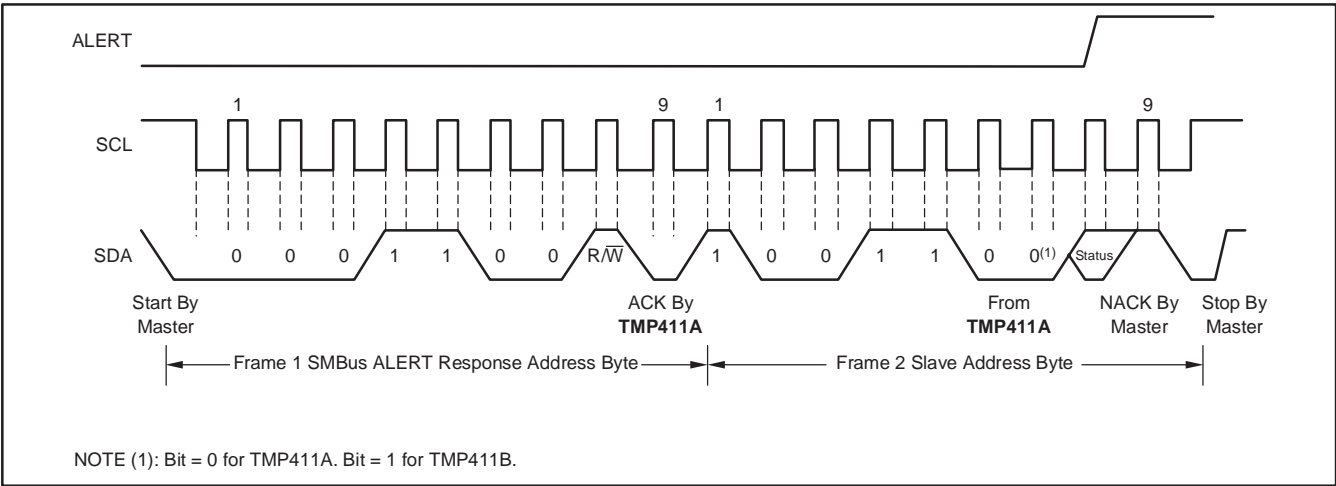 ALERT
1 9 1 9
SCL
SDA 0 0 0 1 1 0 0 R/W̅ 1 0 0 1 1 0 0(1) Status
Start By Master
ACK By TMP411A
From TMP411A
NACK By Master
Stop By Master
Frame 1 SMBus ALERT Response Address Byte
Frame 2 Slave Address Byte
NOTE (1): Bit = 0 for TMP411A. Bit = 1 for TMP411B.